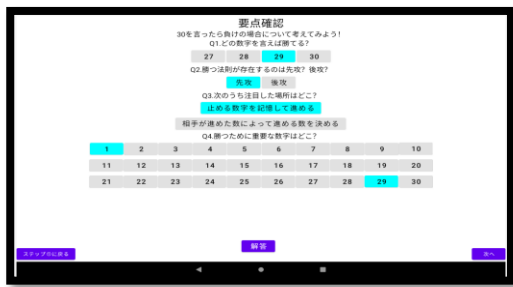 要点確認
30を言ったら負けの場合について考えてみよう!
Q1.どの数字を言えば勝てる?
27 28 29 30
Q2.勝つ法則が存在するのは先攻? 後攻?
先攻 後攻
Q3.次のうち注目した場所はどこ?
止める数字を記憶して進める
相手が進めた数によって進める数を決める
Q4.勝つために重要な数字はどこ?
1 2 3 4 5 6 7 8 9 10
11 12 13 14 15 16 17 18 19 20
21 22 23 24 25 26 27 28 29 30
解答
次へ